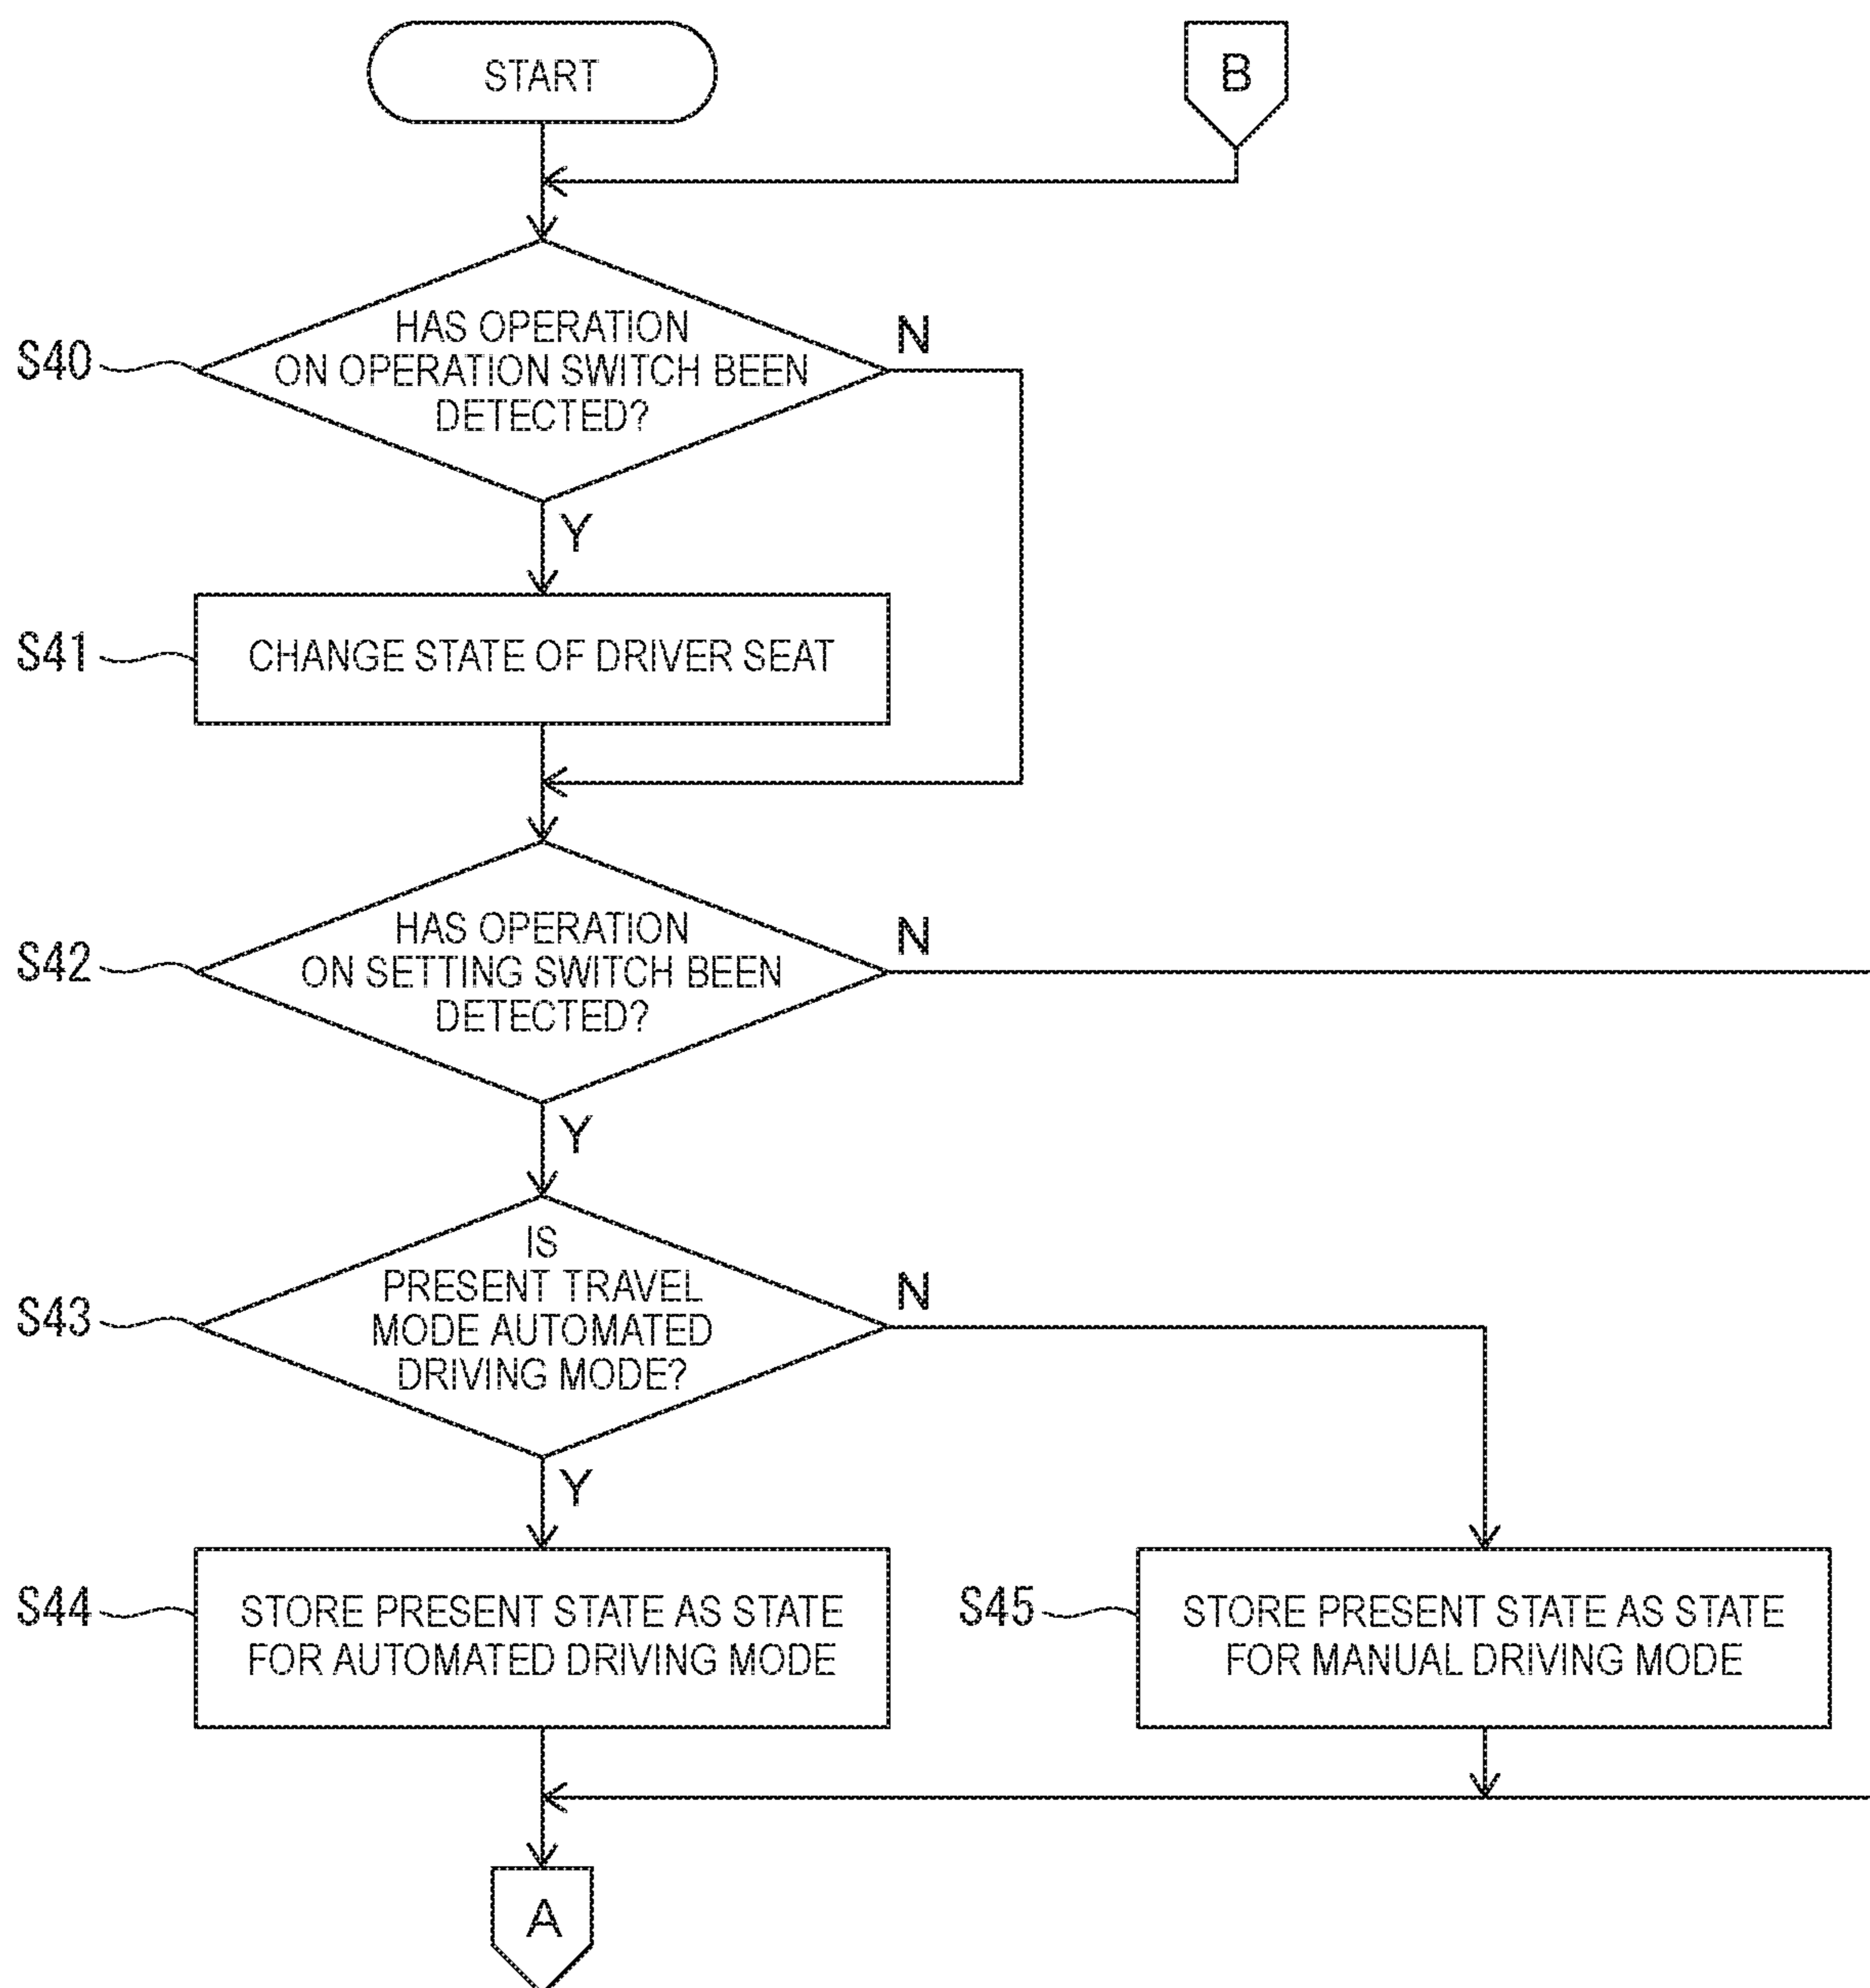 START
B
HAS OPERATION
ON OPERATION SWITCH BEEN
DETECTED?
S40
N
Y
S41
CHANGE STATE OF DRIVER SEAT
HAS OPERATION
ON SETTING SWITCH BEEN
DETECTED?
S42
N
Y
IS
PRESENT TRAVEL
MODE AUTOMATED
DRIVING MODE?
S43
N
Y
S44
STORE PRESENT STATE AS STATE
FOR AUTOMATED DRIVING MODE
S45
STORE PRESENT STATE AS STATE
FOR MANUAL DRIVING MODE
A